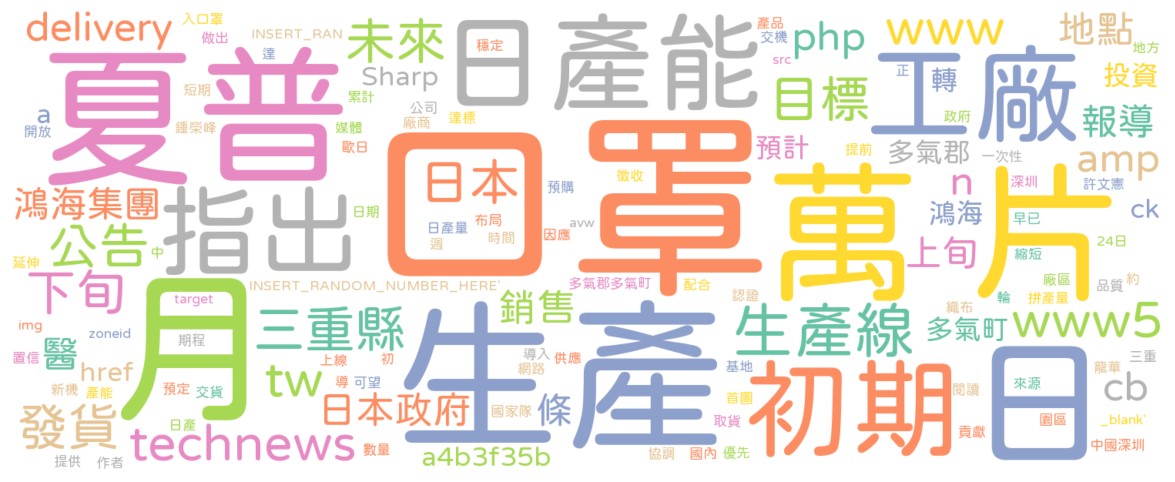 delivery
入口罩
做出
INSERT_RAN
達
未來
Sharp
日產能
穩定
產品
交機
src
php
www
地點
地方
正
轉
工廠
投資
政府
報導
目標
夏普
短期
累計
公司
廠商
達標
a
開放
鍾榮峰
媒體
歐日
口罩
日本
徵收
預計
提前
多氣郡
一次性
amp
鴻海集團
指出
預購
萬片
n
深圳
許文憲
ck
鴻海
早已
公告
日期
中
日產量
週
布局
時間
因應
avw
上旬
縮短
24日
延伸
下旬
INSERT_RANDOM_NUMBER_HERE'
多氣郡多氣町
配合
廠區
品質
約
target
月
認證
織布
輪
拼產量
img
zoneid
期程
三重縣
生產
銷售
生產線
多氣町
www5
置信
醫
上線
初
導入
供應
網路
基地
龍華
三重
href
tw
導
可望
新機
產能
預定
交貨
條
首圖
初期
閱讀
日
來源
cb
發貨
日本政府
國家隊
取貨
貢獻
園區
_blank'
日產
technews
數量
a4b3f35b
協調
國內
優先
中國深圳
提供
作者